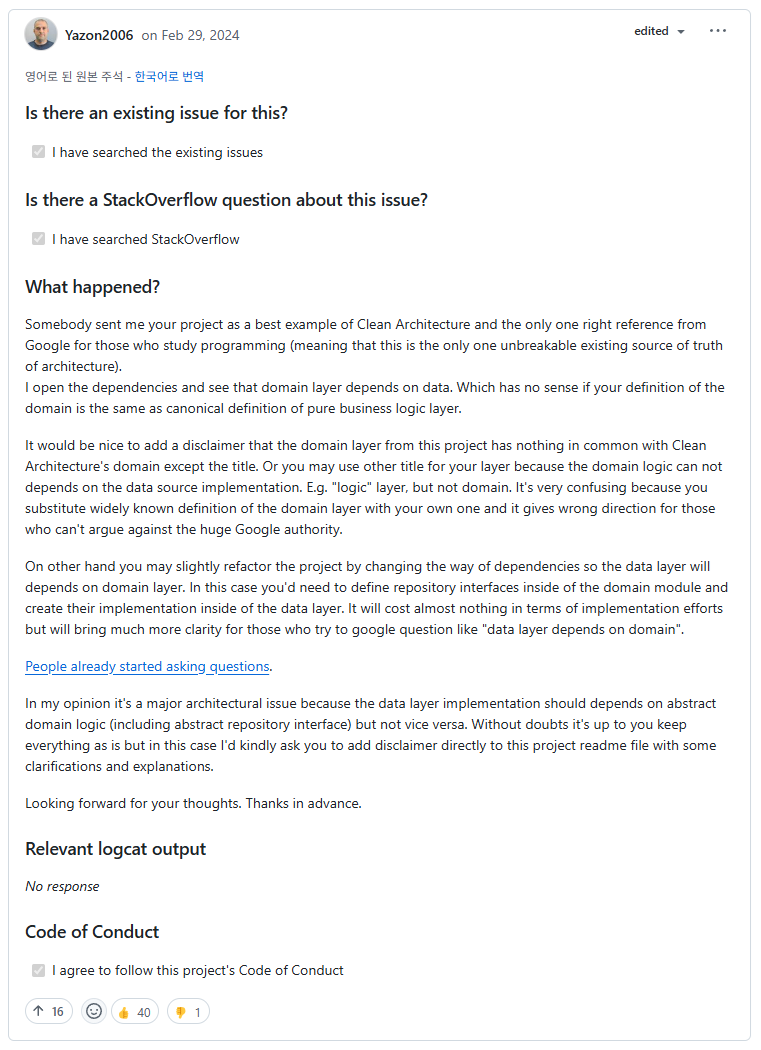 Yazon2006 on Feb 29, 2024
edited
영어로 된 원본 주석 - 한국어로 번역
Is there an existing issue for this?
I have searched the existing issues
Is there a StackOverflow question about this issue?
I have searched StackOverflow
What happened?
Somebody sent me your project as a best example of Clean Architecture and the only one right reference from
Google for those who study programming (meaning that this is the only one unbreakable existing source of truth
of architecture).
I open the dependencies and see that domain layer depends on data. Which has no sense if your definition of the
domain is the same as canonical definition of pure business logic layer.
It would be nice to add a disclaimer that the domain layer from this project has nothing in common with Clean
Architecture's domain except the title. Or you may use other title for your layer because the domain logic can not
depends on the data source implementation. E.g. "logic" layer, but not domain. It's very confusing because you
substitute widely known definition of the domain layer with your own one and it gives wrong direction for those
who can't argue against the huge Google authority.
On other hand you may slightly refactor the project by changing the way of dependencies so the data layer will
depends on domain layer. In this case you'd need to define repository interfaces inside of the domain module and
create their implementation inside of the data layer. It will cost almost nothing in terms of implementation efforts
but will bring much more clarity for those who try to google question like "data layer depends on domain".
People already started asking questions.
In my opinion it's a major architectural issue because the data layer implementation should depends on abstract
domain logic (including abstract repository interface) but not vice versa. Without doubts it's up to you keep
everything as is but in this case I'd kindly ask you to add disclaimer directly to this project readme file with some
clarifications and explanations.
Looking forward for your thoughts. Thanks in advance.
Relevant logcat output
No response
Code of Conduct
I agree to follow this project's Code of Conduct
16 40 1